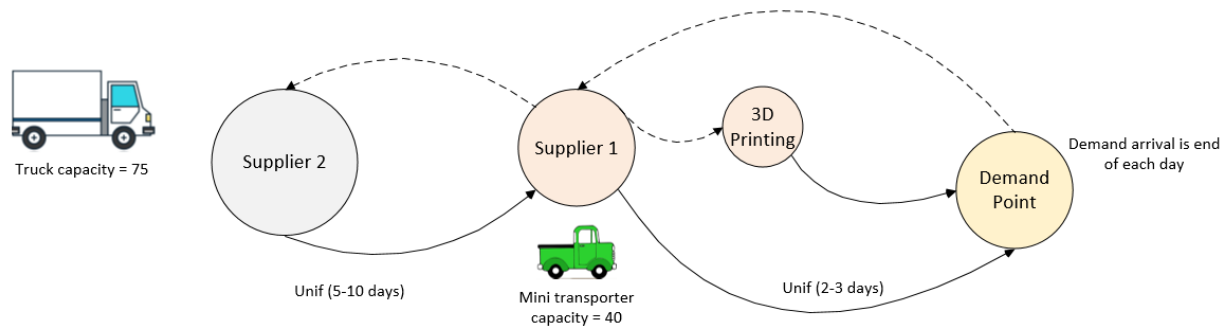 Truck capacity = 75
Supplier 2
Unif (5-10 days)
Supplier 1
Mini transporter
capacity = 40
3D
Printing
Unif (2-3 days)
Demand
Point
Demand arrival is end
of each day